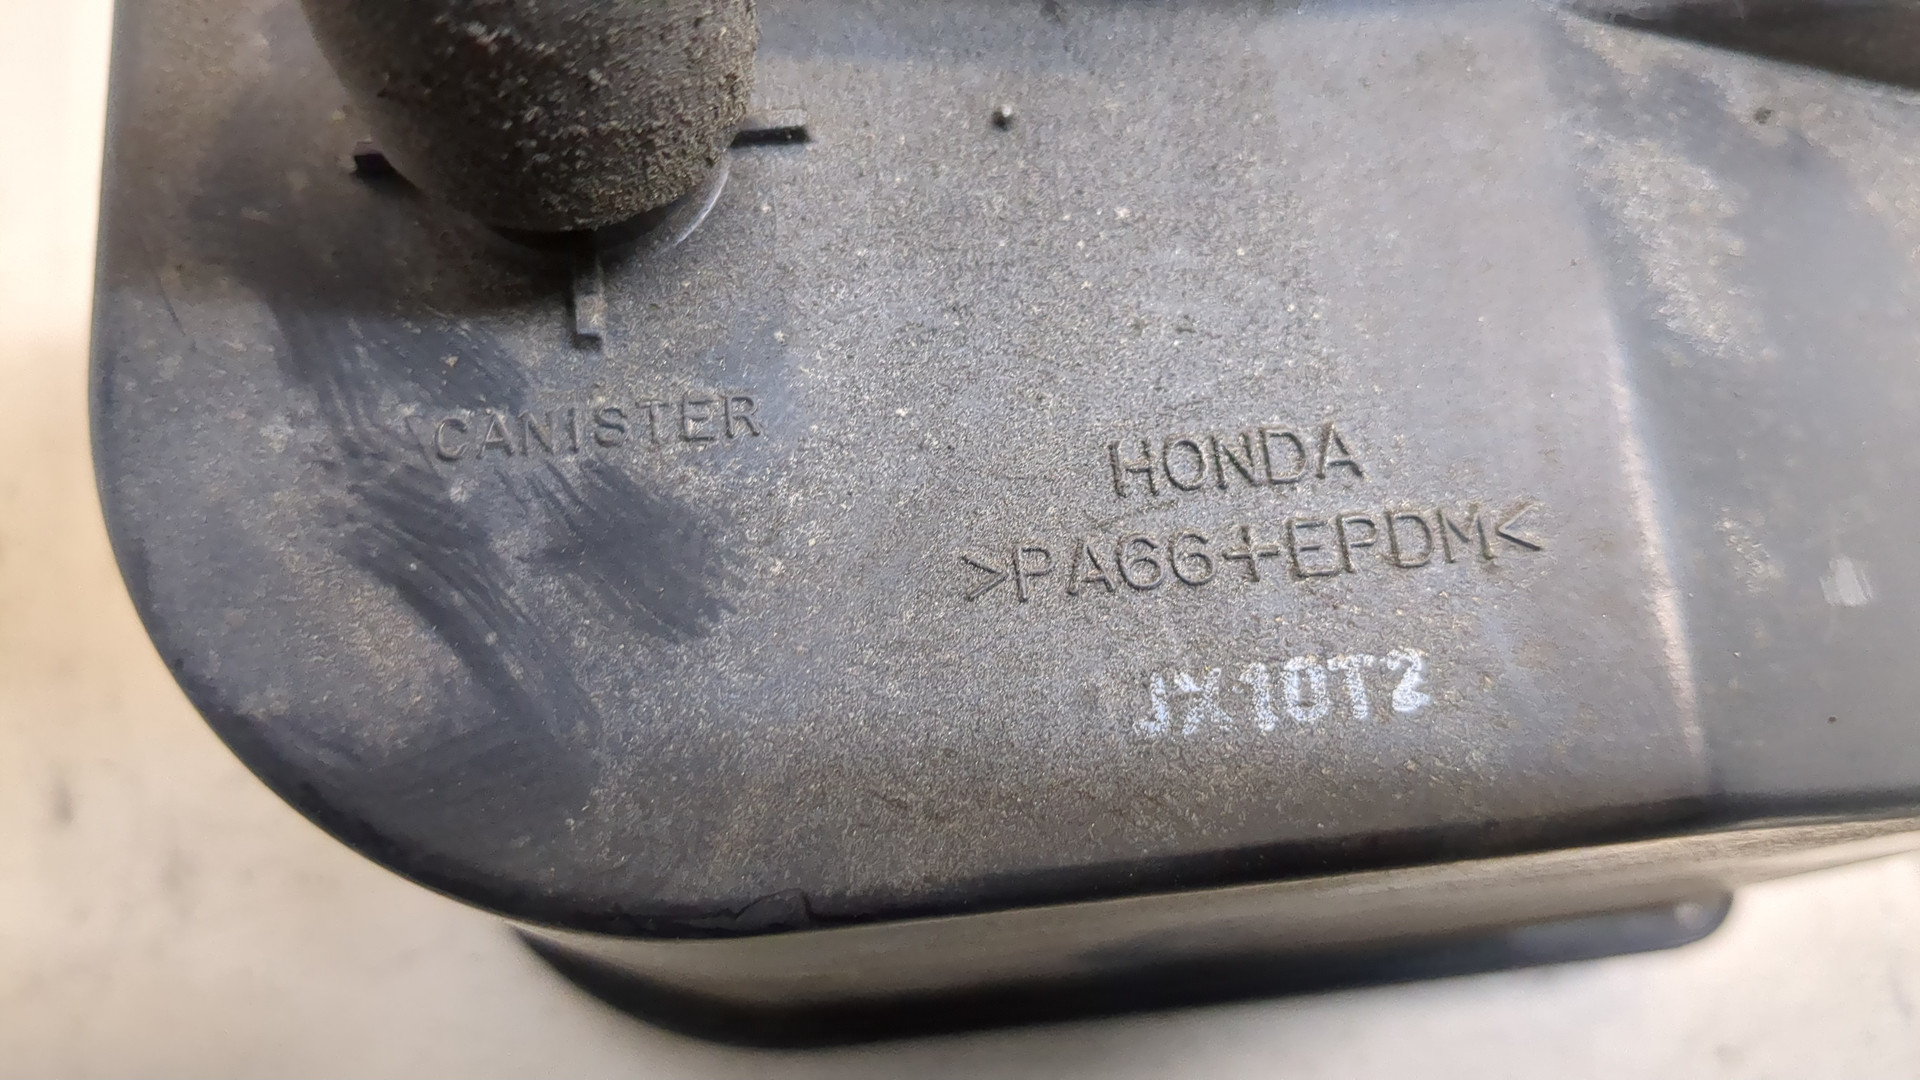 CANISTER
HONDA
>PA66+EPDM<
JX10T2